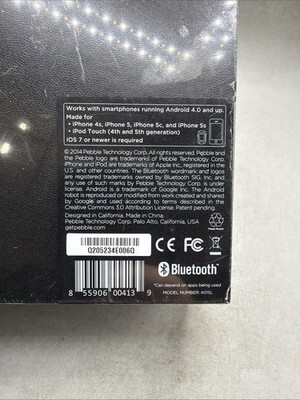 Works with smartphones running Android 4.0 and up.
Made for
• iPhone 4s, iPhone 5, iPhone 5c, and iPhone 5s
• iPod Touch (4th and 5th generation)
iOS 7 or newer is required
© 2014 Pebble Technology Corp. All rights reserved. Pebble and
the Pebble logo are trademarks of Pebble Technology Corp.
iPhone and iPod are trademarks of Apple Inc., registered in the
U.S. and other countries. The Bluetooth wordmark and logos
are registered trademarks owned by Bluetooth SIG, Inc. and
any use of such marks by Pebble Technology Corp. is under
license. Android is a trademark of Google Inc. The Android
robot is reproduced or modified from work created and shared
by Google and used according to terms described in the
Creative Commons 3.0 Attribution License. Patent pending.
Designed in California. Made in China.
Pebble Technology Corp. Palo Alto, California. USA
getpebble.com
Q205234E006Q
CE FC
Bluetooth®
8 55906 00413 9
*Can depend on apps being used
MODEL NUMBER: 401SL